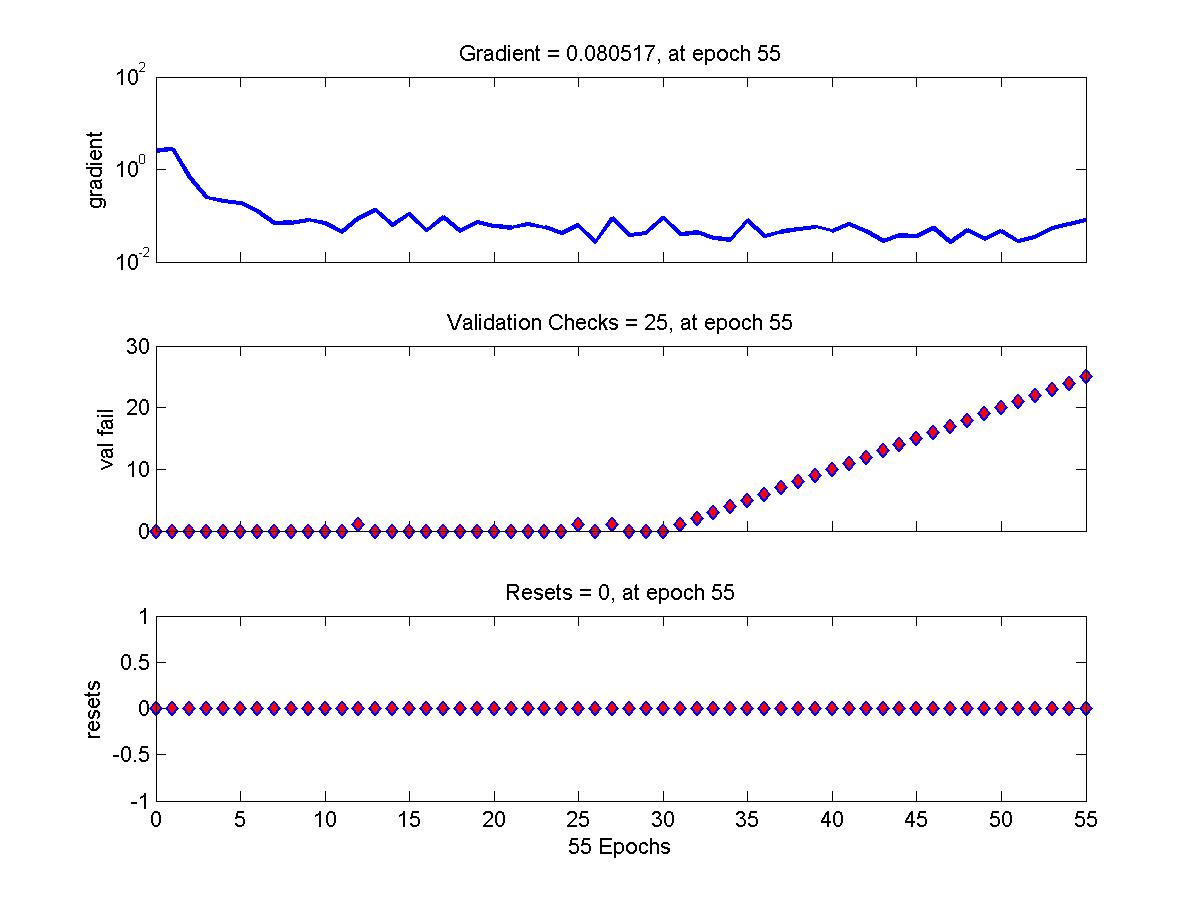 Gradient = 0.080517, at epoch 55
10^2
10^0
10^-2
gradient
Validation Checks = 25, at epoch 55
30
20
10
0
val fail
Resets = 0, at epoch 55
1
0.5
0
-0.5
-1
resets
0 5 10 15 20 25 30 35 40 45 50 55
55 Epochs